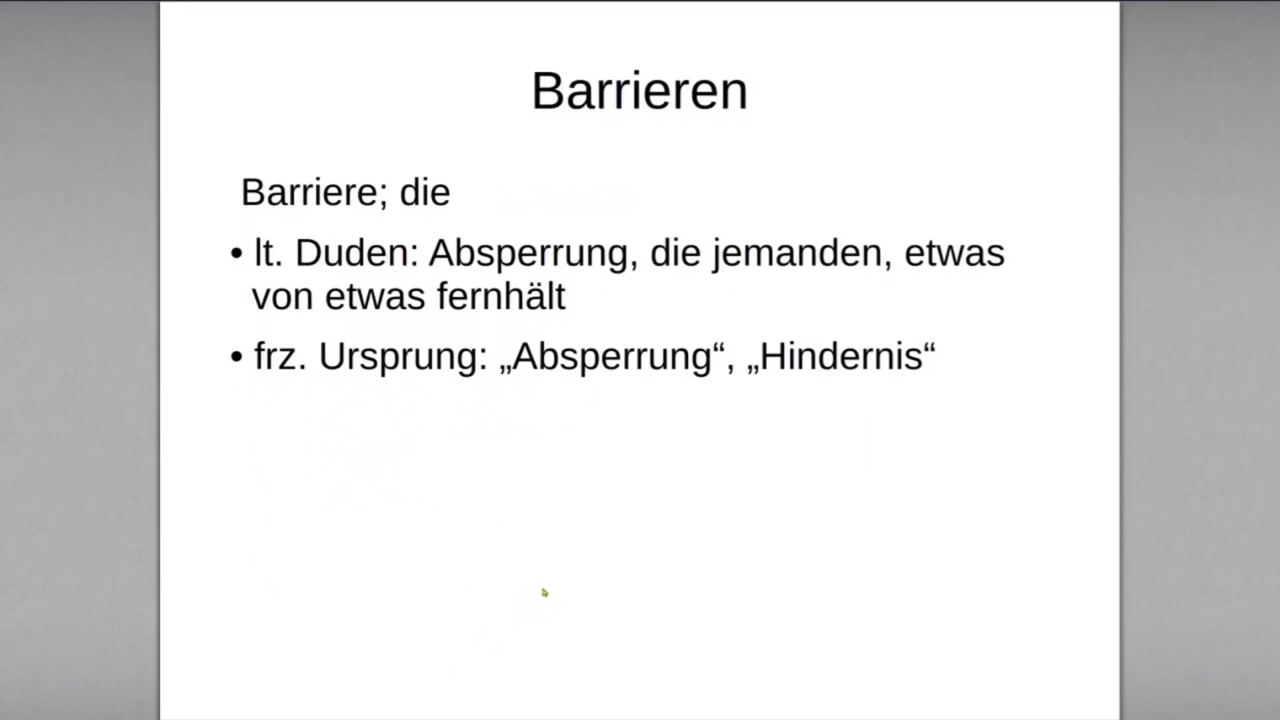 Barrieren
Barriere; die
• lt. Duden: Absperrung, die jemanden, etwas
von etwas fernhält
• frz. Ursprung: „Absperrung“, „Hindernis“